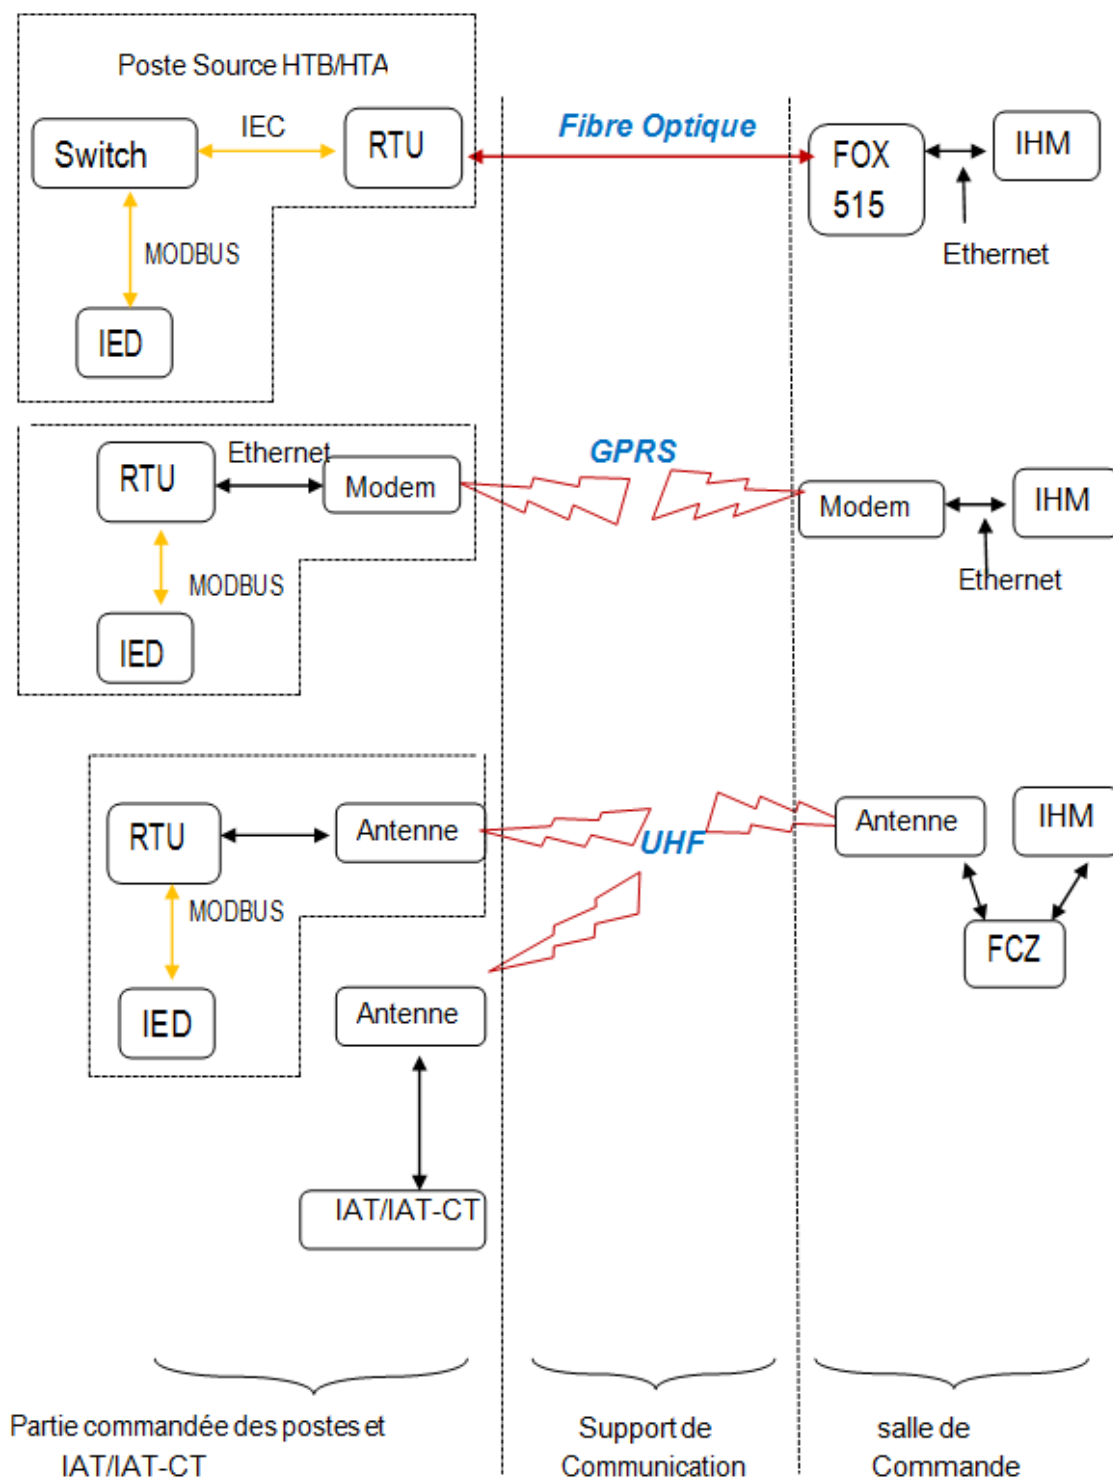 Poste Source HTB/HTA
Switch
IEC
RTU
Fibre Optique
FOX
515
IHM
Ethernet
MODBUS
IED
RTU
Ethernet
Modem
GPRS
Modem
IHM
Ethernet
MODBUS
IED
RTU
Antenne
UHF
Antenne
IHM
MODBUS
FCZ
IED
Antenne
IAT/IAT-CT
Partie commandée des postes et
IAT/IAT-CT
Support de
Communication
salle de
Commande